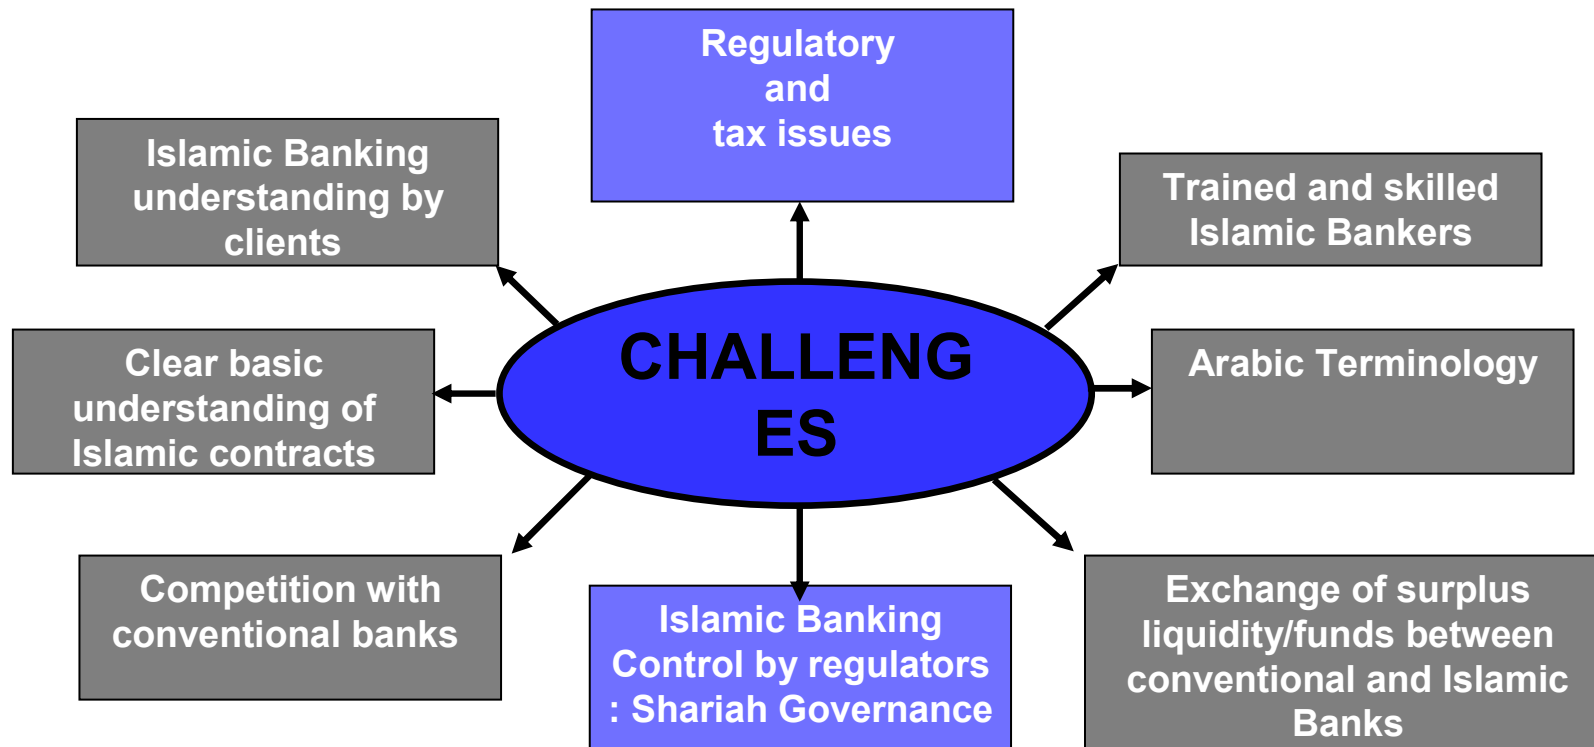 Regulatory
and
tax issues
Islamic Banking
understanding by
clients
Trained and skilled
Islamic Bankers
CHALLENG
ES
Clear basic
understanding of
Islamic contracts
Arabic Terminology
Competition with
conventional banks
Islamic Banking
Control by regulators
: Shariah Governance
Exchange of surplus
liquidity/funds between
conventional and Islamic
Banks